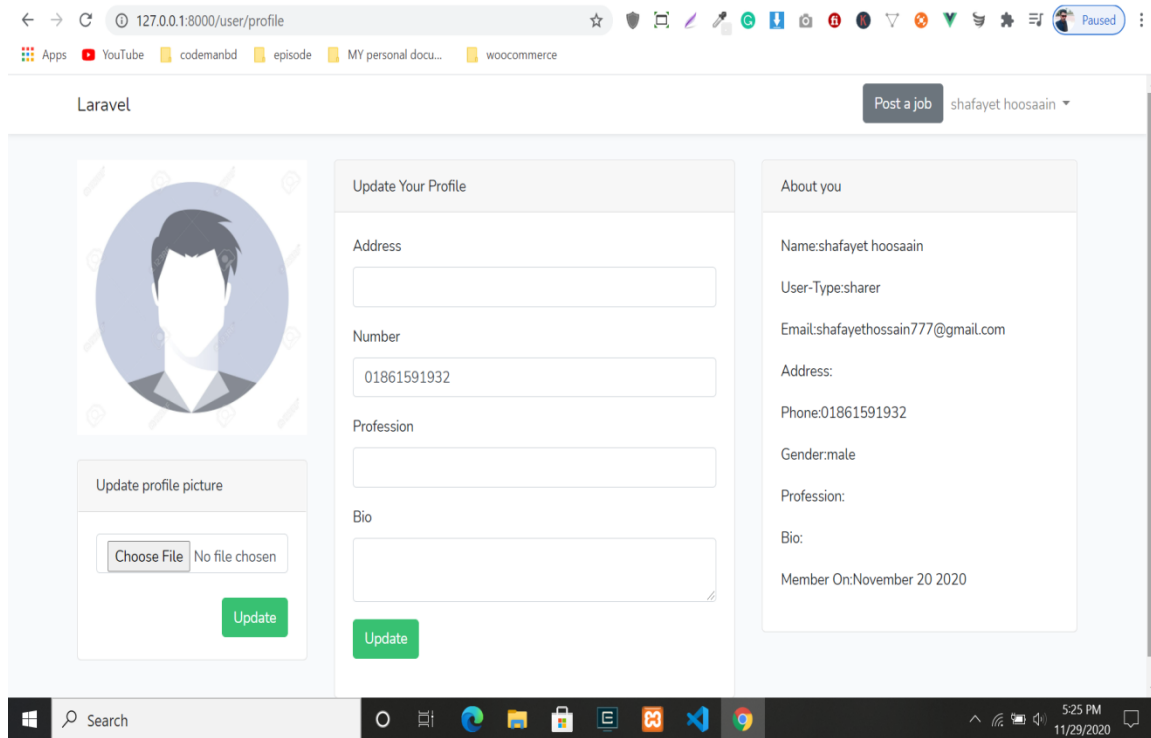 127.0.0.1:8000/user/profile
Paused
Apps YouTube codemanbd episode MY personal docu... woocommerce
Laravel
Post a job shafayet hoosaain
Update profile picture
Choose File No file chosen
Update
Update Your Profile
Address
Number
01861591932
Profession
Bio
Update
About you
Name:shafayet hoosaain
User-Type:sharer
Email:shafayethossain777@gmail.com
Address:
Phone:01861591932
Gender:male
Profession:
Bio:
Member On:November 20 2020
Search
5:25 PM
11/29/2020